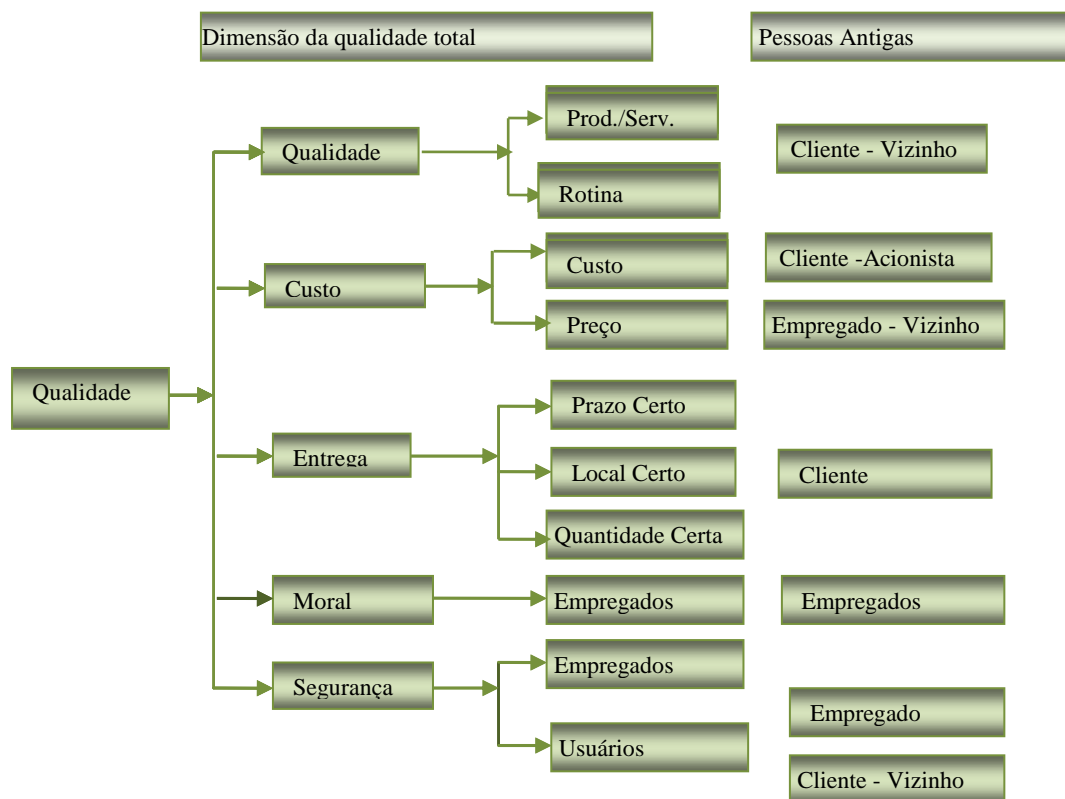 Dimensão da qualidade total
Pessoas Antigas
Prod./Serv.
Qualidade
Cliente - Vizinho
Rotina
Custo
Cliente -Acionista
Custo
Preço
Empregado - Vizinho
Qualidade
Prazo Certo
Entrega
Local Certo
Cliente
Quantidade Certa
Moral
Empregados
Empregados
Empregados
Segurança
Empregado
Usuários
Cliente - Vizinho